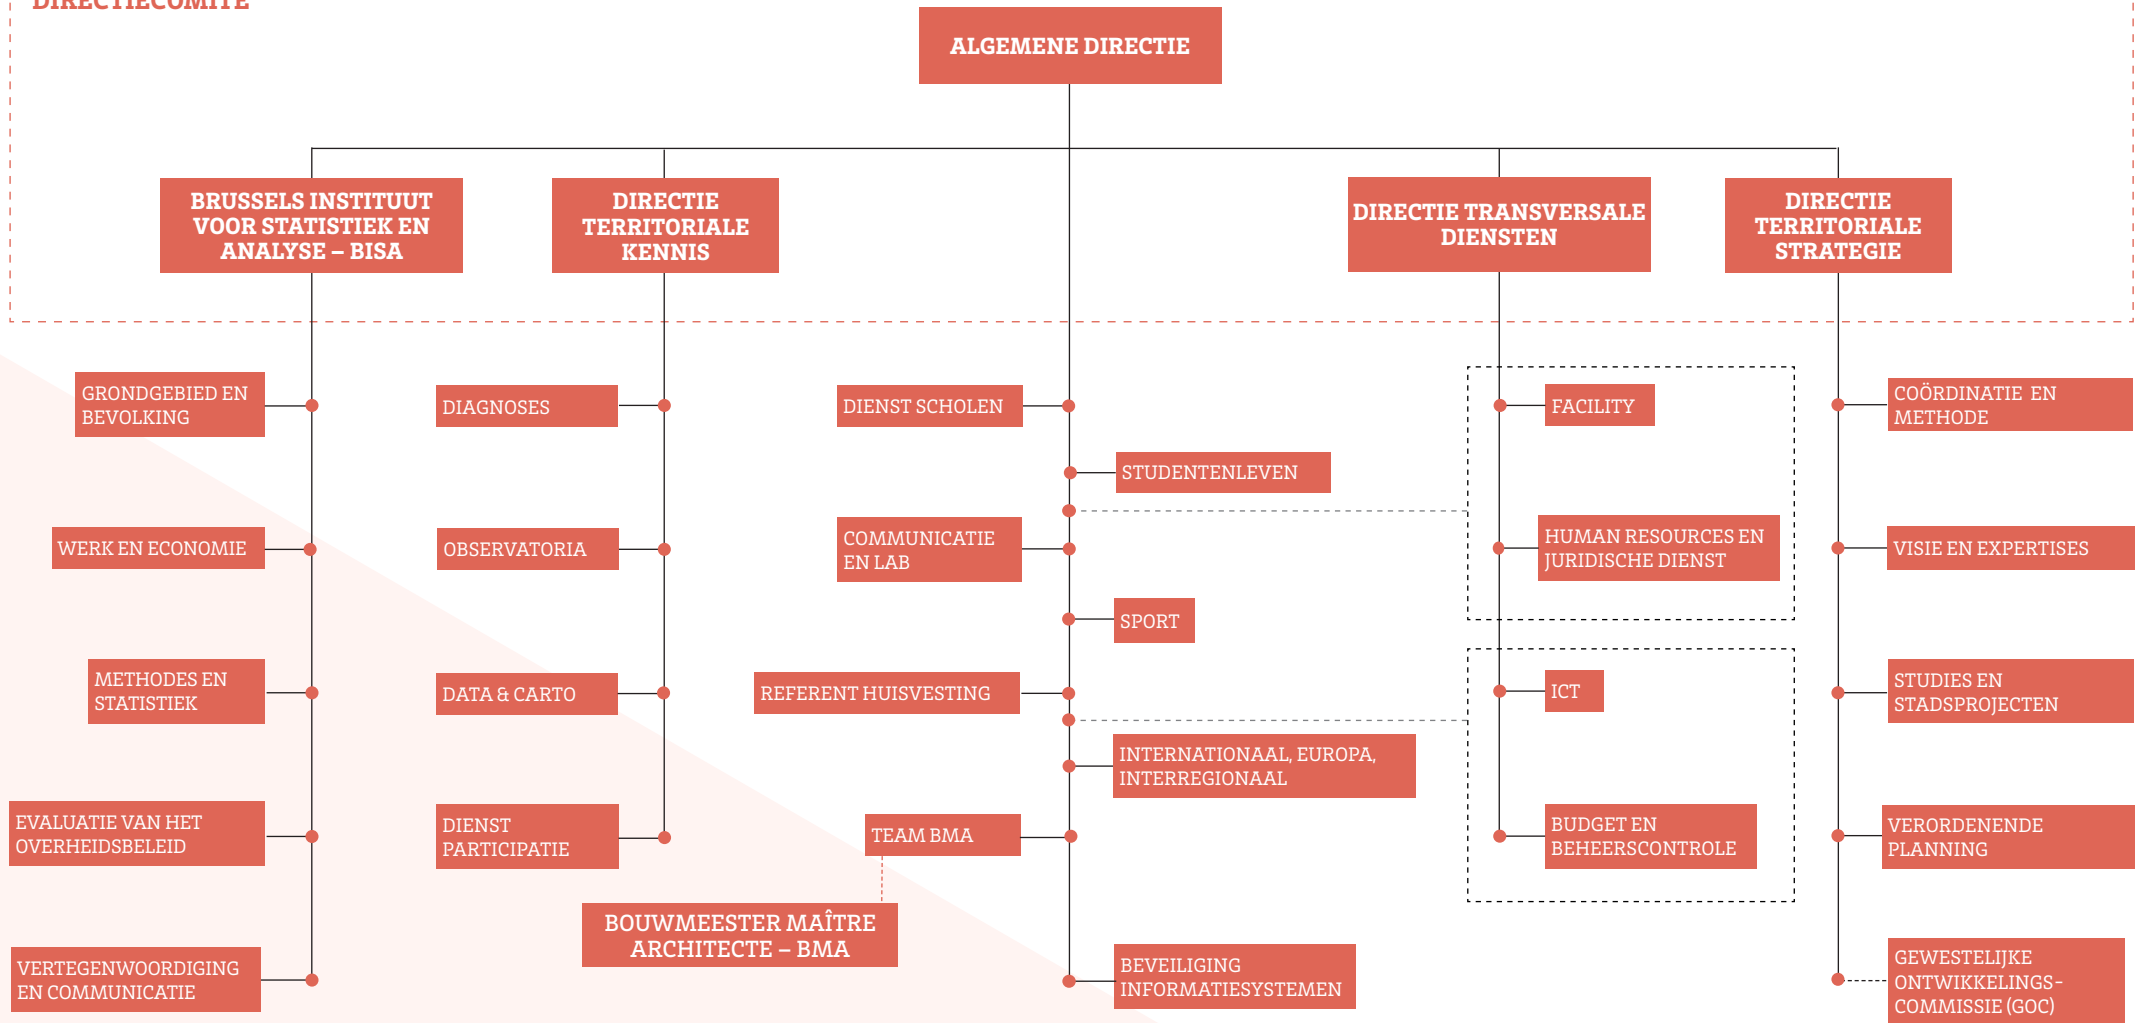 DIRECTIECOMITÉ
ALGEMENE DIRECTIE
BRUSSELS INSTITUUT
VOOR STATISTIEK EN
ANALYSE – BISA
DIRECTIE
TERRITORIALE
KENNIS
DIRECTIE TRANSVERSALE
DIENSTEN
DIRECTIE
TERRITORIALE
STRATEGIE
GRONDGEBIED EN
BEVOLKING
WERK EN ECONOMIE
METHODES EN
STATISTIEK
EVALUATIE VAN HET
OVERHEIDSBELEID
VERTEGENWOORDIGING
EN COMMUNICATIE
DIAGNOSES
OBSERVATORIA
DATA & CARTO
DIENST
PARTICIPATIE
DIENST SCHOLEN
STUDENTENLEVEN
COMMUNICATIE
EN LAB
SPORT
REFERENT HUISVESTING
INTERNATIONAAL, EUROPA,
INTERREGIONAAL
TEAM BMA
BOUWMEESTER MAÎTRE
ARCHITECTE – BMA
BEVEILIGING
INFORMATIESYSTEMEN
FACILITY
HUMAN RESOURCES EN
JURIDISCHE DIENST
ICT
BUDGET EN
BEHEERSCONTROLE
COÖRDINATIE EN
METHODE
VISIE EN EXPERTISES
STUDIES EN
STADSPROJECTEN
VERORDENENDE
PLANNING
GEWESTELIJKE
ONTWIKKELINGS-
COMMISSIE (GOC)